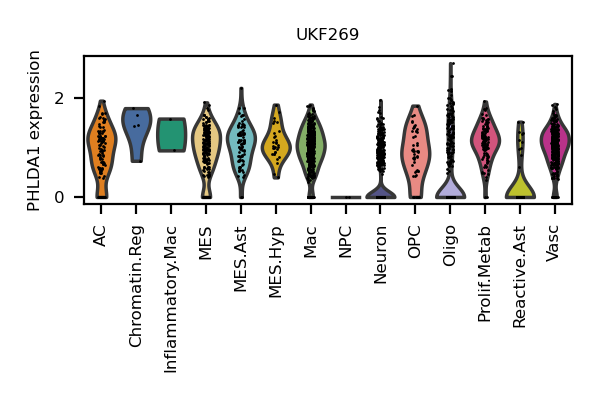 UKF269
PHLDA1 expression
2
0
AC
Chromatin.Reg
Inflammatory.Mac
MES
MES.Ast
MES.Hyp
Mac
NPC
Neuron
OPC
Oligo
Prolif.Metab
Reactive.Ast
Vasc